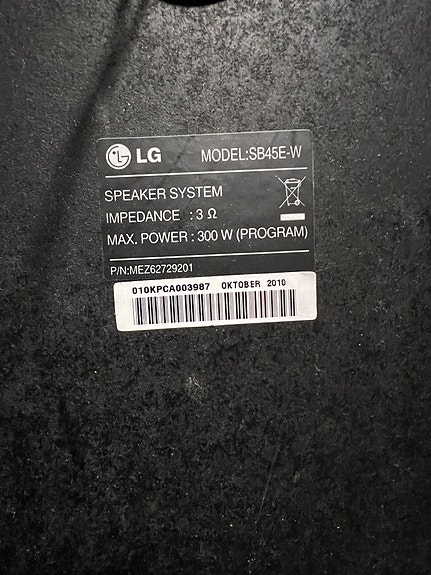 LG MODEL:SB45E-W
SPEAKER SYSTEM
IMPEDANCE : 3 Ω
MAX. POWER : 300 W (PROGRAM)
P/N:MEZ62729201
010KPCA003987 OKTOBER 2010